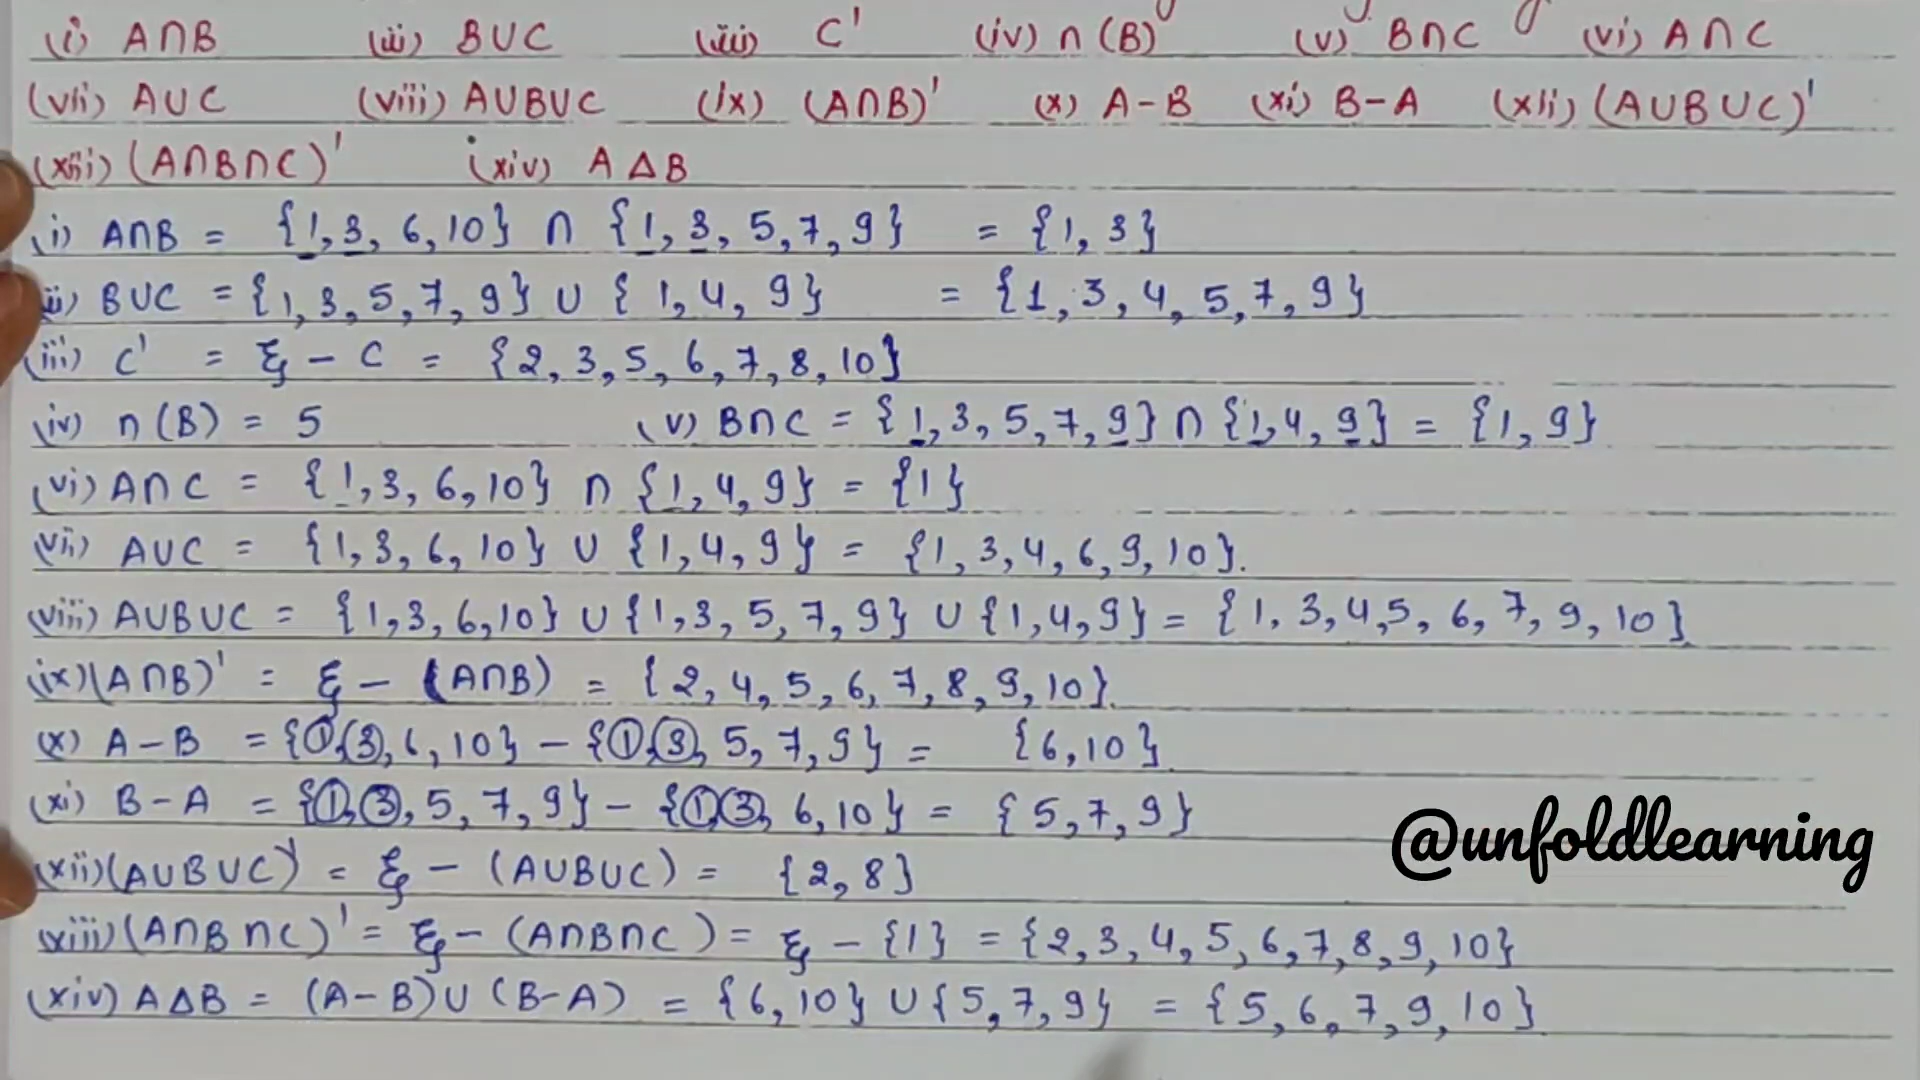 (i) A∩B (ii) B∪C (iii) C' (iv) n(B) (v) B∩C (vi) A∩C
(vii) A∪C (viii) A∪B∪C (ix) (A∩B)' (x) A-B (xi) B-A (xii) (A∪B∪C)'
(xiii) (A∩B∩C)' (xiv) A△B
(i) A∩B = {1,3,6,10} ∩ {1,3,5,7,9} = {1,3}
(ii) B∪C = {1,3,5,7,9} ∪ {1,4,9} = {1,3,4,5,7,9}
(iii) C' = ξ - C = {2,3,5,6,7,8,10}
(iv) n(B) = 5 (v) B∩C = {1,3,5,7,9} ∩ {1,4,9} = {1,9}
(vi) A∩C = {1,3,6,10} ∩ {1,4,9} = {1}
(vii) A∪C = {1,3,6,10} ∪ {1,4,9} = {1,3,4,6,9,10}.
(viii) A∪B∪C = {1,3,6,10} ∪ {1,3,5,7,9} ∪ {1,4,9} = {1,3,4,5,6,7,9,10}
(ix) (A∩B)' = ξ - (A∩B) = {2,4,5,6,7,8,9,10}
(x) A-B = {1,3,6,10} - {1,3,5,7,9} = {6,10}
(xi) B-A = {1,3,5,7,9} - {1,3,6,10} = {5,7,9}
(xii) (A∪B∪C)' = ξ - (A∪B∪C) = {2,8}
(xiii) (A∩B∩C)' = ξ - (A∩B∩C) = ξ - {1} = {2,3,4,5,6,7,8,9,10}
(xiv) A△B = (A-B)∪(B-A) = {6,10} ∪ {5,7,9} = {5,6,7,9,10}
@unfoldlearning